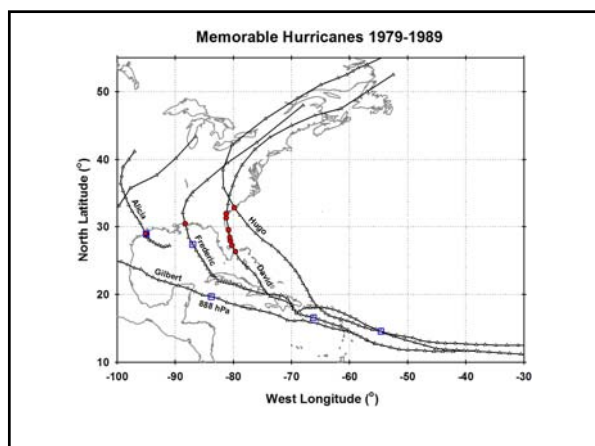 Memorable Hurricanes 1979-1989
North Latitude (°)
50
40
30
20
10
Alicia
Frederic
Hugo
David
Gilbert
888 hPa
-100 -90 -80 -70 -60 -50 -40 -30
West Longitude (°)